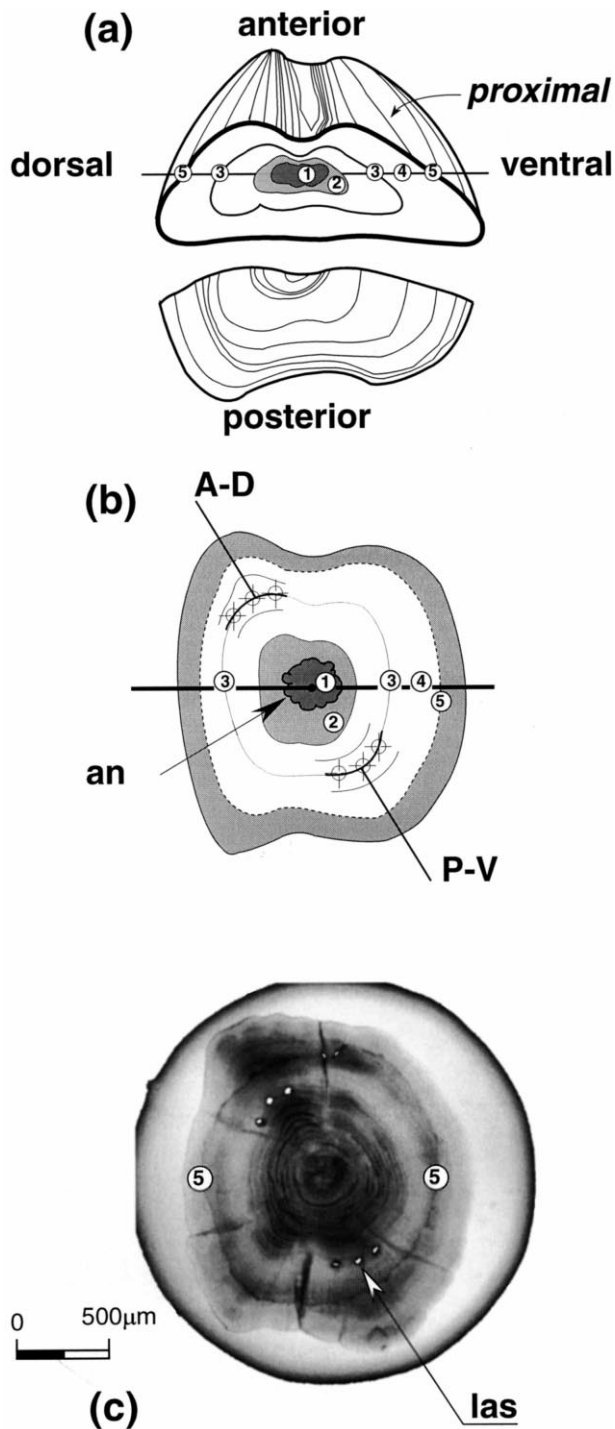 (a)
anterior
proximal
dorsal
ventral
5 3 1 2 3 4 5
posterior
(b)
A-D
3 1 3 4 5
2
an
P-V
5 5
0 500µm
(c)
las